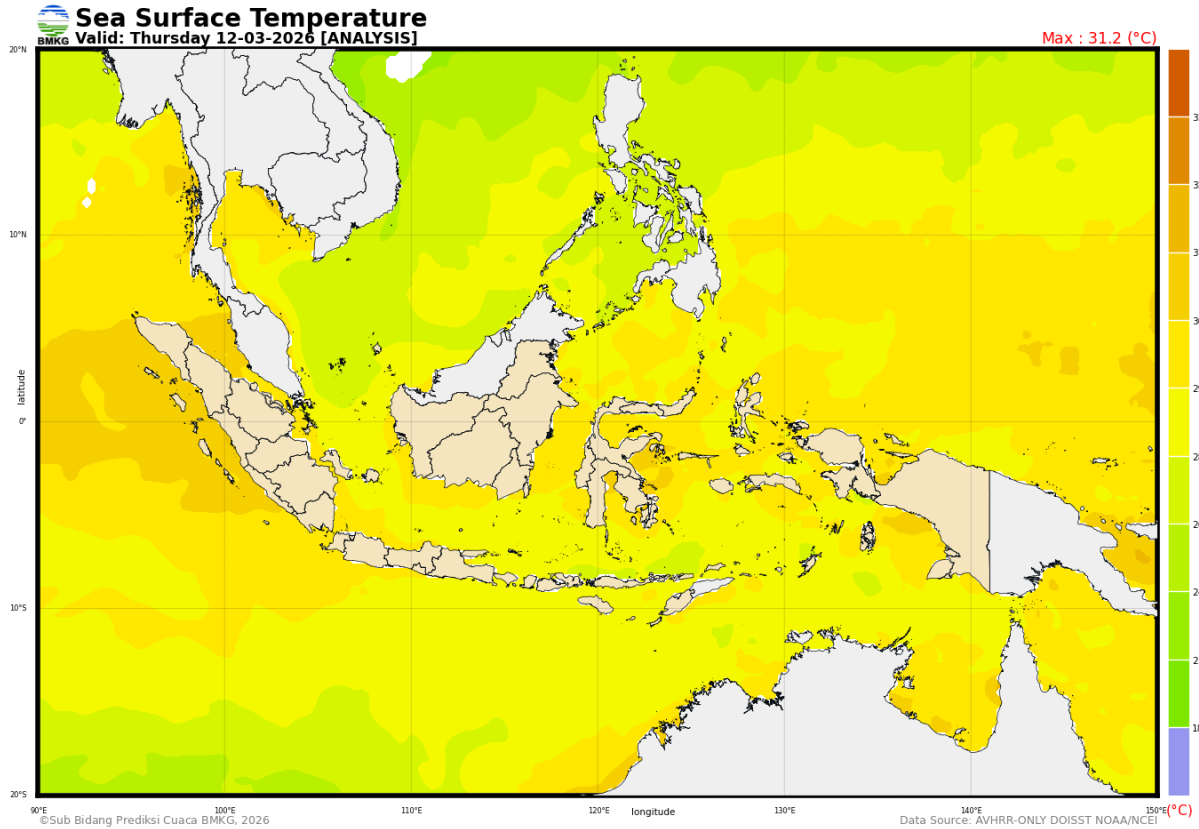 BMKG
Sea Surface Temperature
Valid: Thursday 12-03-2026 [ANALYSIS]
Max : 31.2 (°C)
20°N
10°N
latitude
0°
10°S
20°S
90°E
100°E
110°E
120°E
longitude
130°E
140°E
150°E
(°C)
©Sub Bidang Prediksi Cuaca BMKG, 2026
Data Source: AVHRR-ONLY DOISST NOAA/NCEI